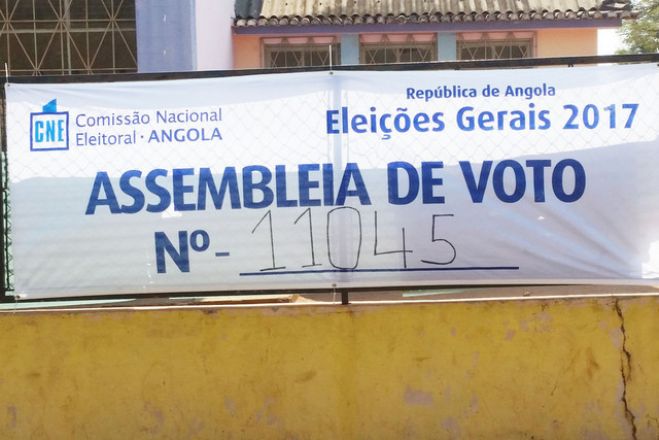 CNE
Comissão Nacional
Eleitoral · ANGOLA
República de Angola
Eleições Gerais 2017
ASSEMBLEIA DE VOTO
Nº- 11045